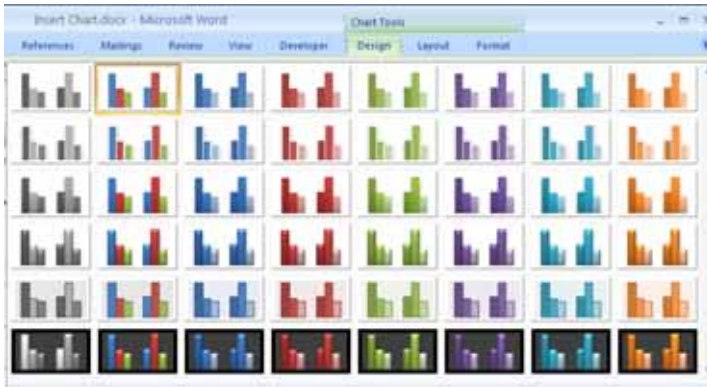 Insert Chart.docx - Microsoft Word Chart Tools
References Mailings Review View Developer Design Layout Format